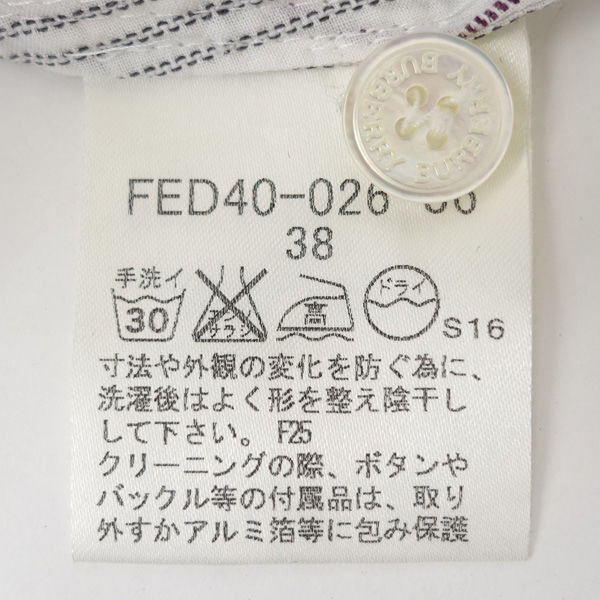 BURBERRY BURBERRY
FED40-026
38
手洗イ
30
エンソサラシ
高
ドライ
S16
寸法や外観の変化を防ぐ為に、
洗濯後はよく形を整え陰干し
して下さい。 F25
クリーニングの際、ボタンや
バックル等の付属品は、取り
外すかアルミ箔等に包み保護